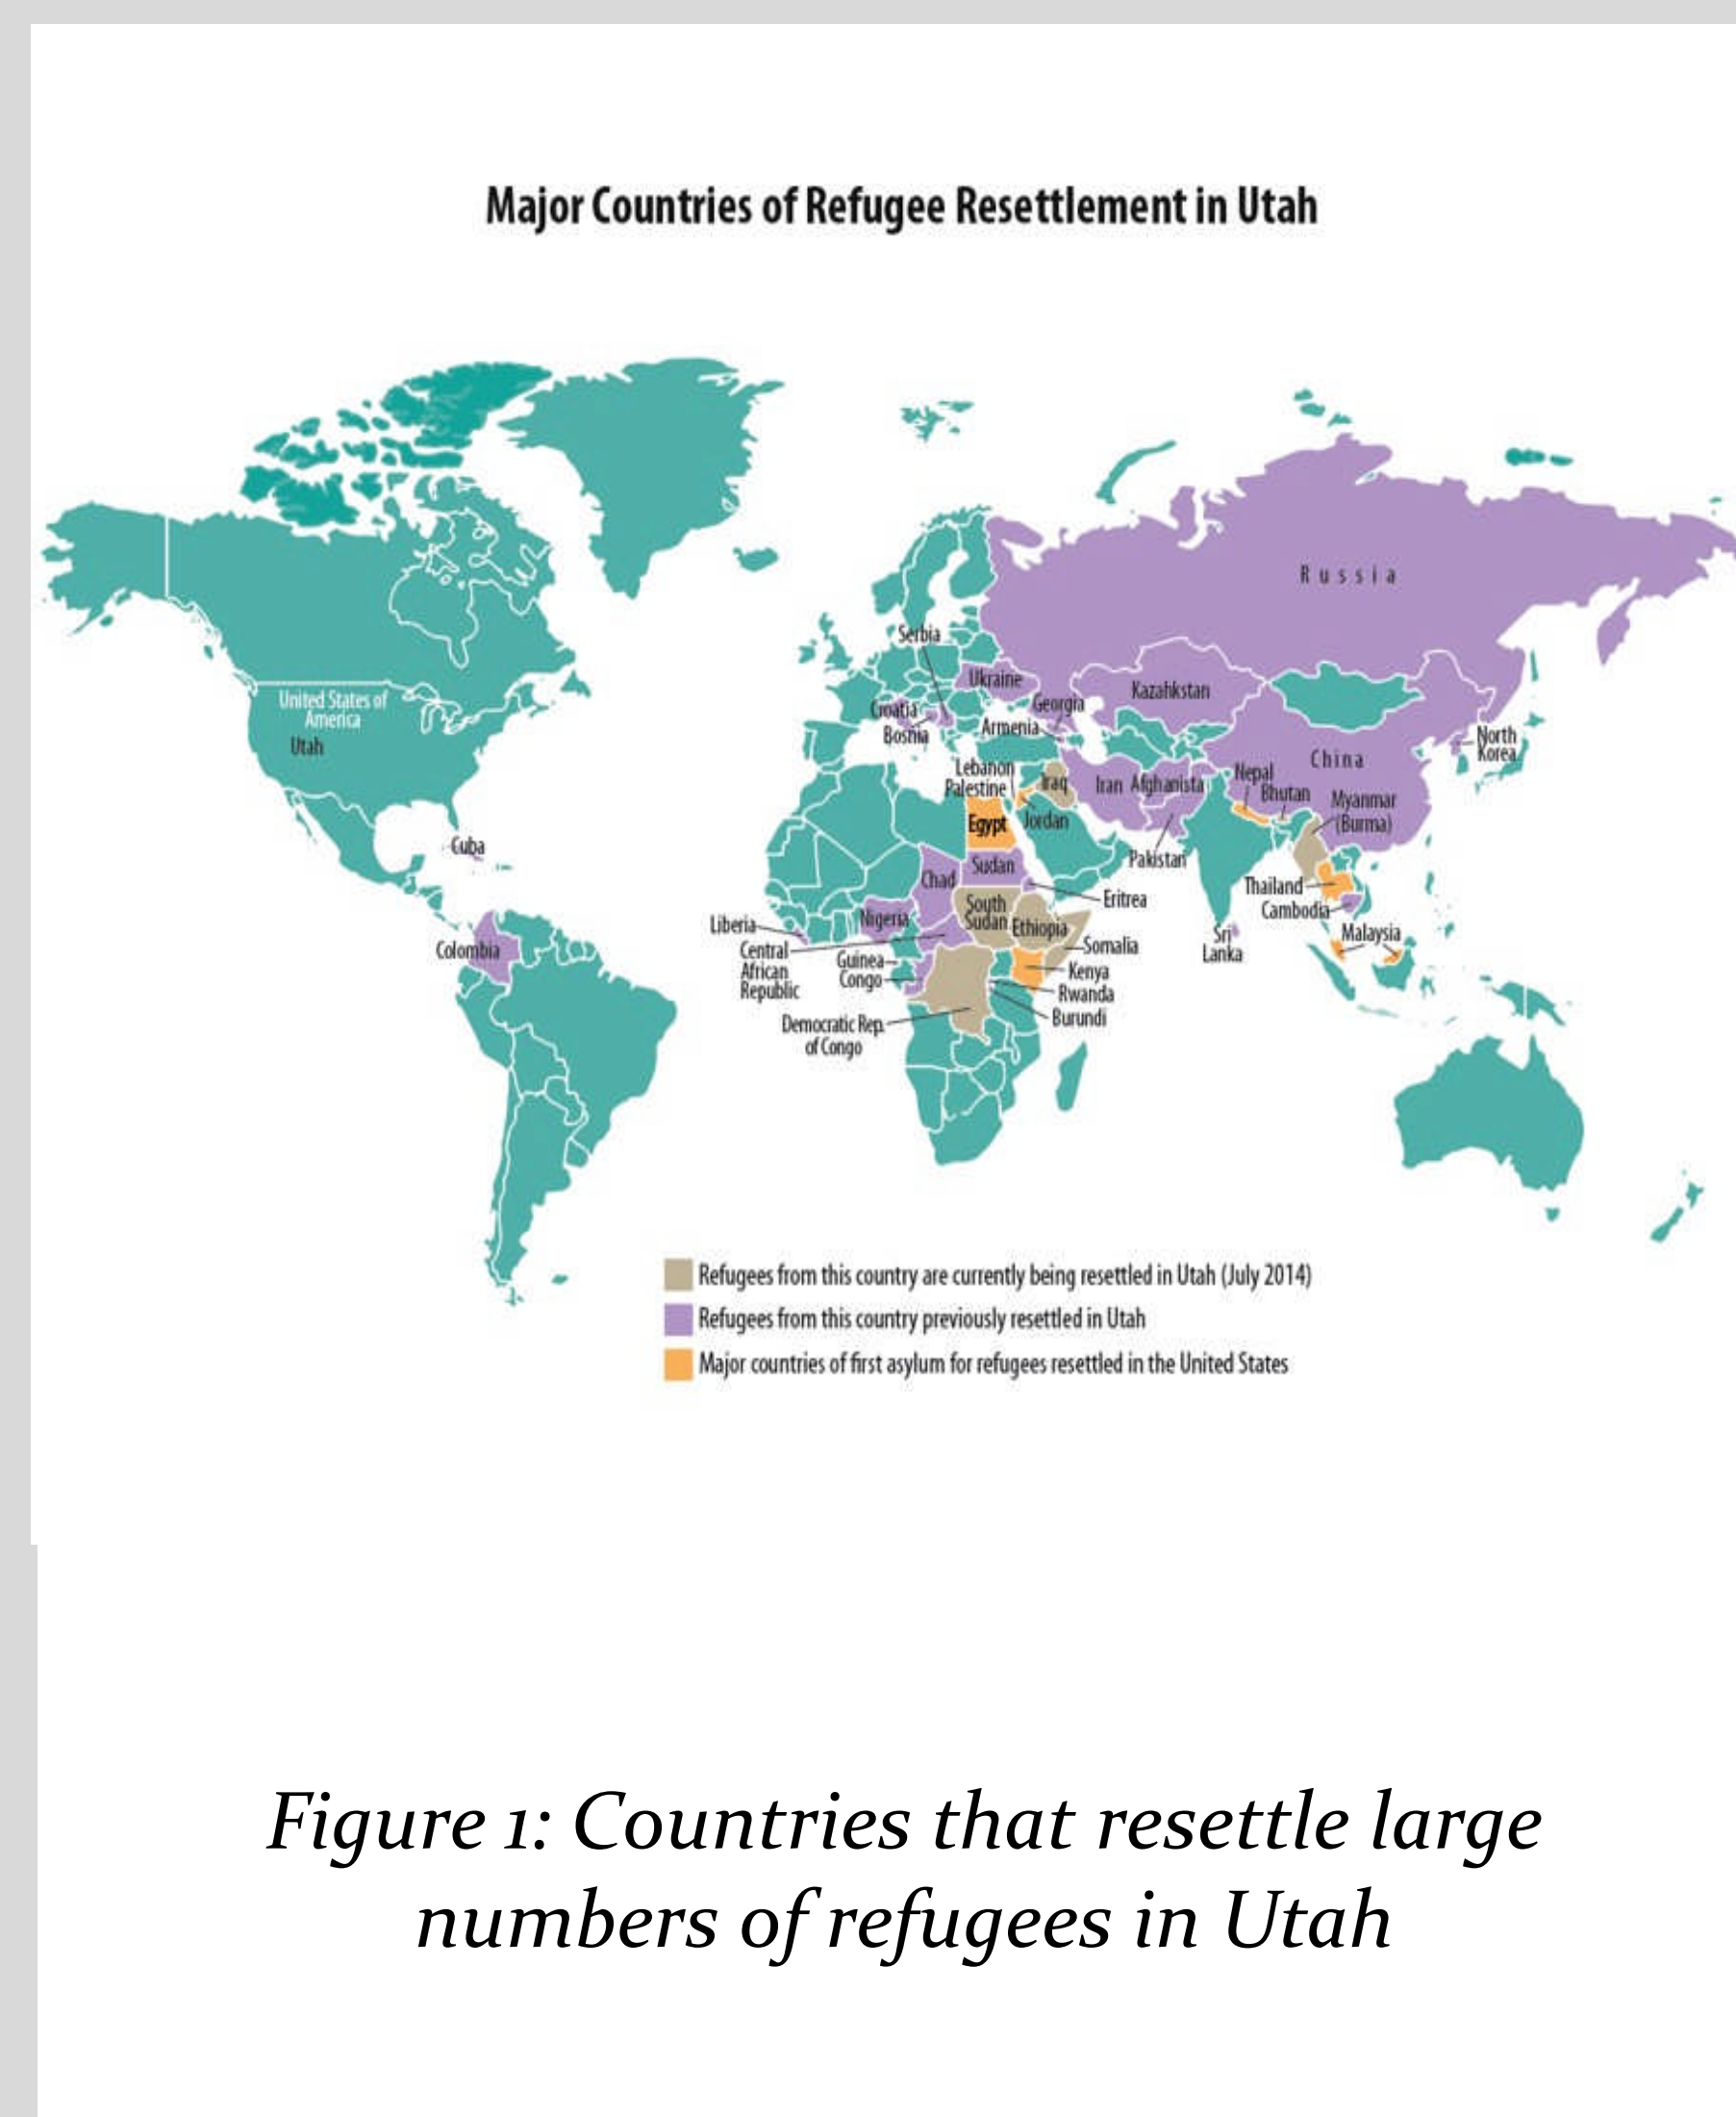 Major Countries of Refugee Resettlement in Utah
Russia
Serbia
Ukraine
Kazahkstan
United States of
America
Georgia
Croatia
Armenia
Bosnia
Utah
North
Korea
China
Lebanon
Palestine
Iraq
Iran
Afghanista
Nepal
Bhutan
Myanmar
(Burma)
Egypt
Jordan
Cuba
Pakistan
Sudan
Chad
Thailand
Eritrea
Cambodia
South
Sudan
Nigeria
Ethiopia
Liberia
Malaysia
Sri
Lanka
Colombia
Central
African
Republic
Somalia
Guinea
Congo
Kenya
Rwanda
Burundi
Democratic Rep.
of Congo
Refugees from this country are currently being resettled in Utah (July 2014)
Refugees from this country previously resettled in Utah
Major countries of first asylum for refugees resettled in the United States
Figure 1: Countries that resettle large
numbers of refugees in Utah